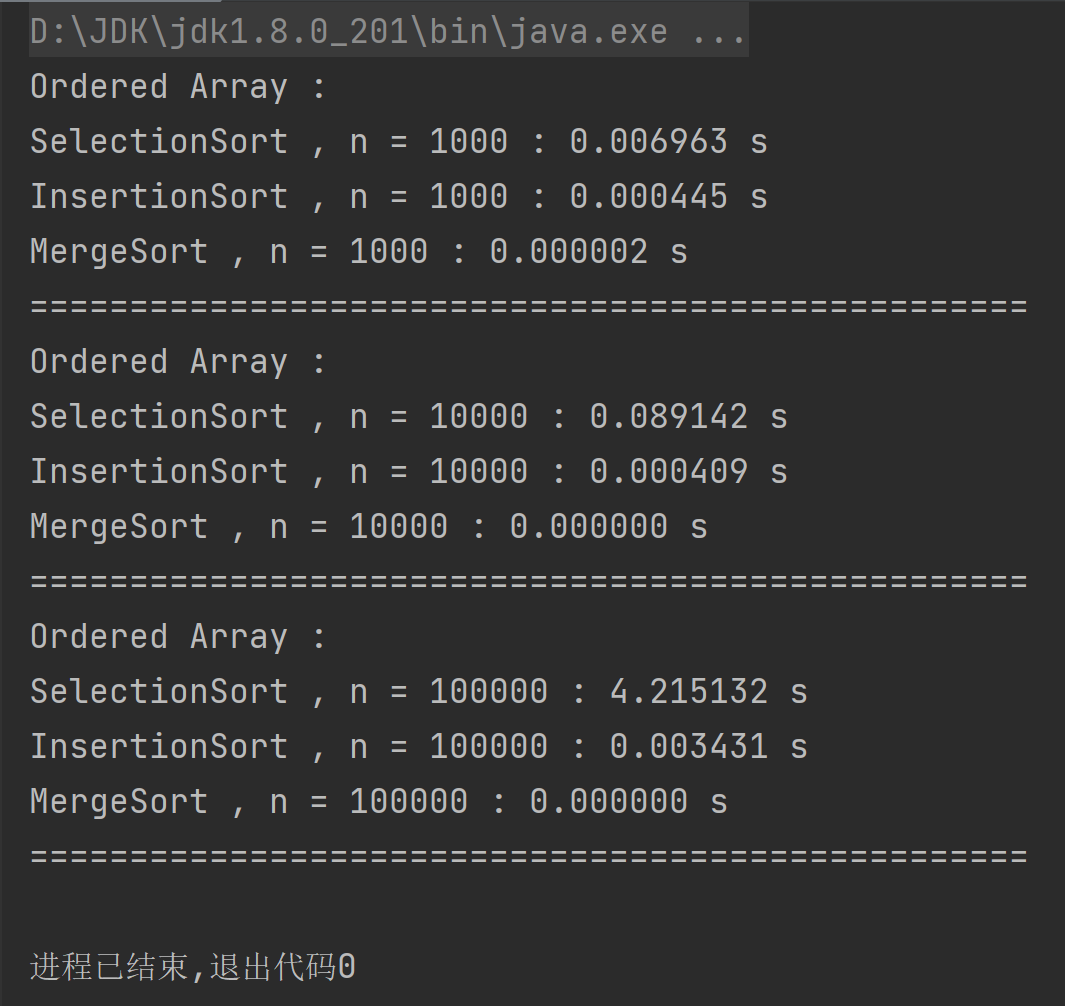 D:\JDK\jdk1.8.0_201\bin\java.exe ...
Ordered Array :
SelectionSort , n = 1000 : 0.006963 s
InsertionSort , n = 1000 : 0.000445 s
MergeSort , n = 1000 : 0.000002 s
==================================================
Ordered Array :
SelectionSort , n = 10000 : 0.089142 s
InsertionSort , n = 10000 : 0.000409 s
MergeSort , n = 10000 : 0.000000 s
==================================================
Ordered Array :
SelectionSort , n = 100000 : 4.215132 s
InsertionSort , n = 100000 : 0.003431 s
MergeSort , n = 100000 : 0.000000 s
==================================================
进程已结束,退出代码0